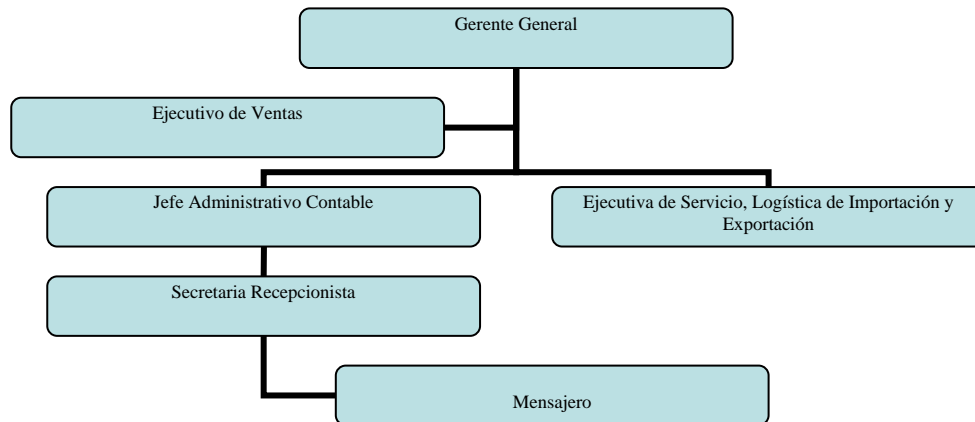 Gerente General
Ejecutivo de Ventas
Jefe Administrativo Contable
Ejecutiva de Servicio, Logística de Importación y
Exportación
Secretaria Recepcionista
Mensajero